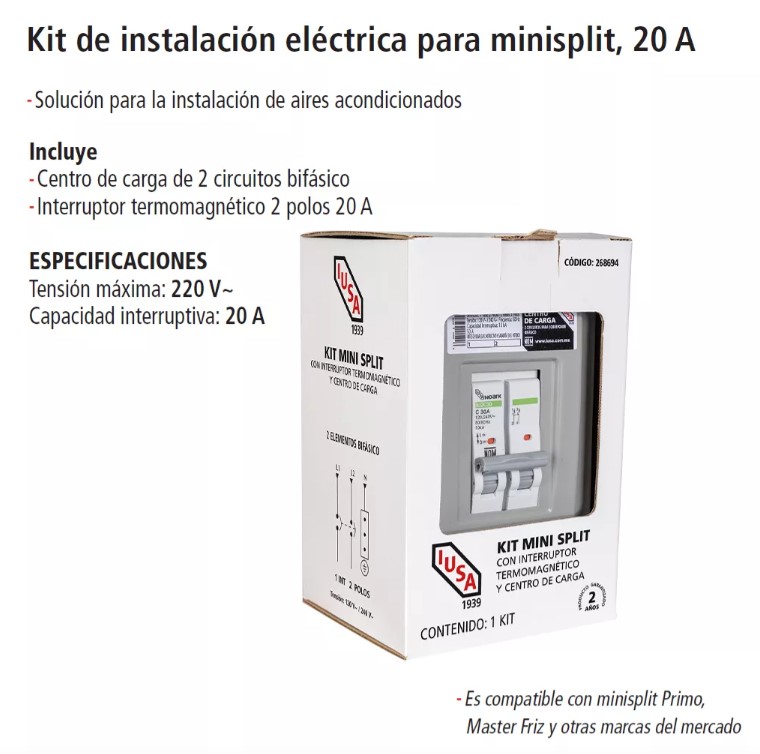 Kit de instalación eléctrica para minisplit, 20 A
-Solución para la instalación de aires acondicionados
Incluye
-Centro de carga de 2 circuitos bifásico
-Interruptor termomagnético 2 polos 20 A
ESPECIFICACIONES
Tensión máxima: 220 V~
Capacidad interruptiva: 20 A
IUSA
1939
KIT MINI SPLIT
CON INTERRUPTOR TERMOMAGNÉTICO
Y CENTRO DE CARGA
2 ELEMENTOS BIFÁSICO
L1 L2 N
1 INT 2 POLOS
CÓDIGO: 268694
CENTRO
DE CARGA
www.iusa.com.mx
NOARK
KIT MINI SPLIT
CON INTERRUPTOR
TERMOMAGNÉTICO
Y CENTRO DE CARGA
IUSA
1939
PRODUCTO GARANTIZADO
2
AÑOS
CONTENIDO: 1 KIT
- Es compatible con minisplit Primo,
Master Friz y otras marcas del mercado